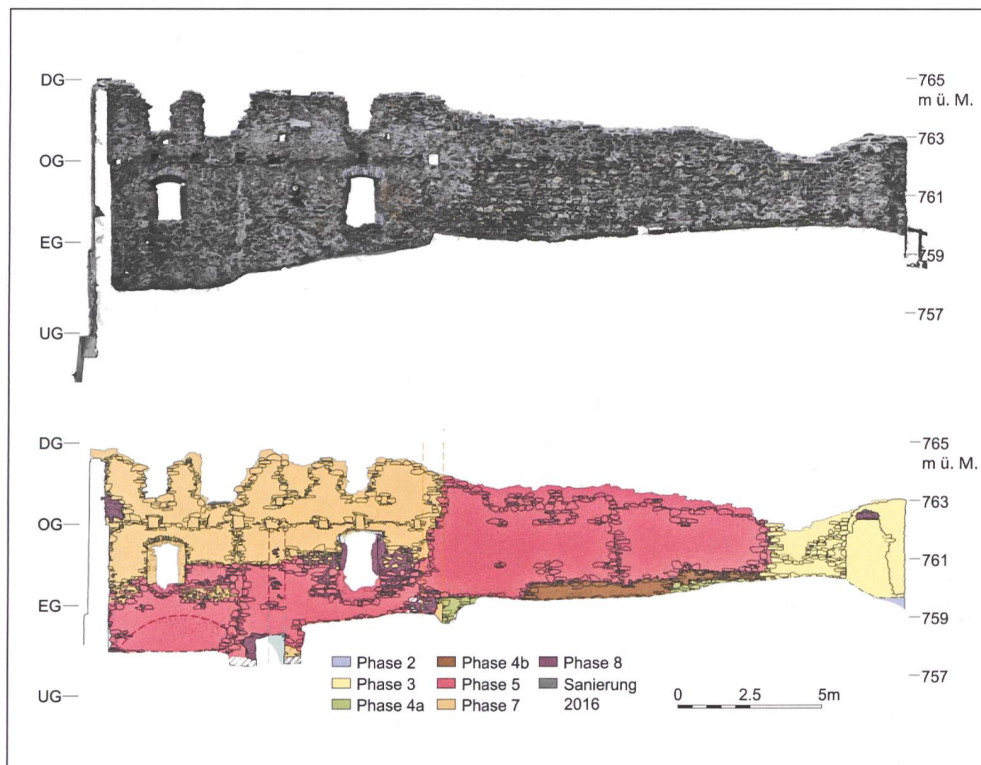 DG
765
m ü. M.
763
OG
761
EG
759
757
UG
DG
765
m ü. M.
763
OG
761
EG
759
Phase 2 Phase 4b Phase 8
Phase 3 Phase 5 Sanierung
2016
Phase 4a Phase 7
0 2.5 5m
757
UG